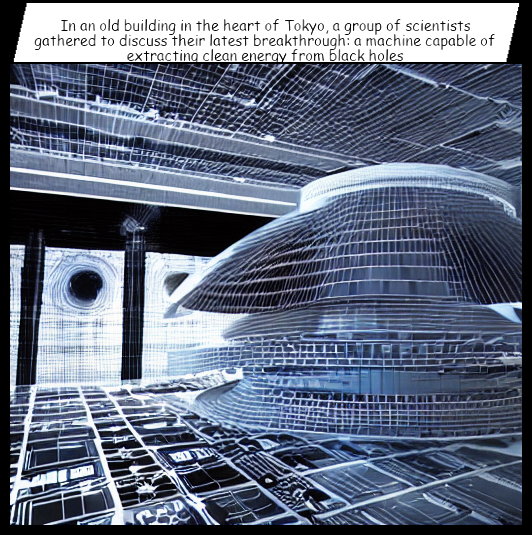 In an old building in the heart of Tokyo, a group of scientists
gathered to discuss their latest breakthrough: a machine capable of
extracting clean energy from black holes